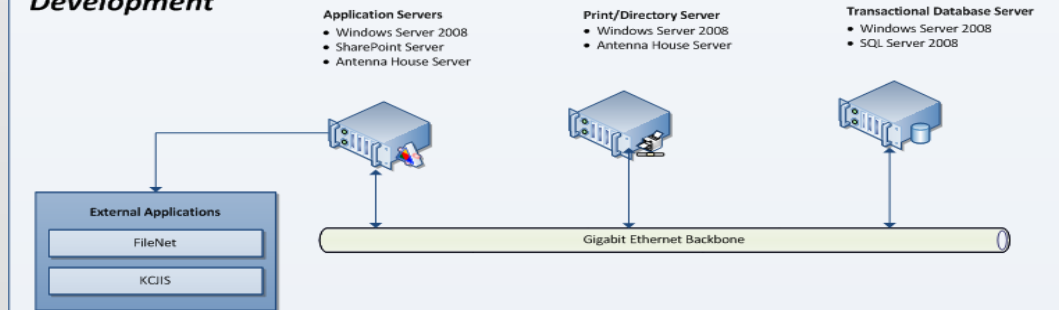 Development
Application Servers
• Windows Server 2008
• SharePoint Server
• Antenna House Server
Print/Directory Server
• Windows Server 2008
• Antenna House Server
Transactional Database Server
• Windows Server 2008
• SQL Server 2008
External Applications
FileNet
KCJIS
Gigabit Ethernet Backbone